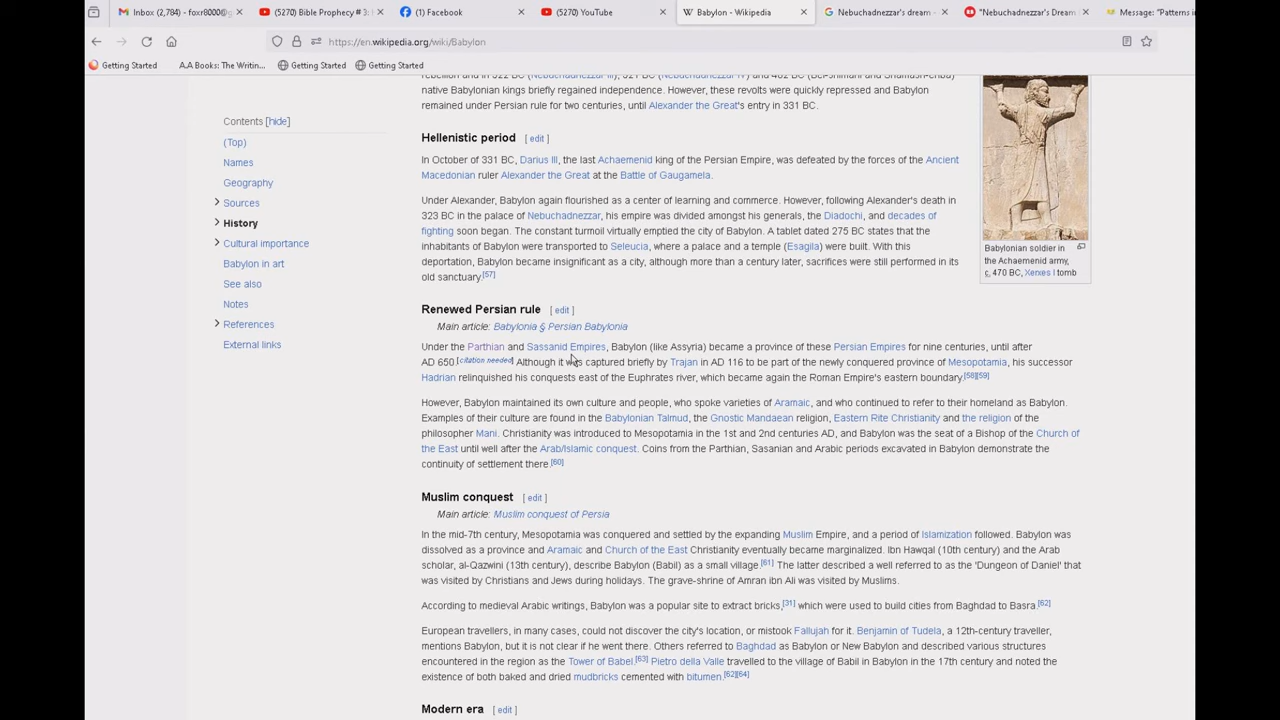 Inbox (2,784) - foxr8000@g
(5270) Bible Prophecy # 3:
(1) Facebook
(5270) YouTube
Babylon - Wikipedia
Nebuchadnezzar's dream -
"Nebuchadnezzar's Dream
Message: "Patterns in
https://en.wikipedia.org/wiki/Babylon
Getting Started
A.A Books: The Writin...
Getting Started
Getting Started
Contents [hide]
(Top)
Names
Geography
Sources
History
Cultural importance
Babylon in art
See also
Notes
References
External links
native Babylonian kings briefly regained independence. However, these revolts were quickly repressed and Babylon
remained under Persian rule for two centuries, until Alexander the Great's entry in 331 BC.
Hellenistic period [ edit ]
In October of 331 BC, Darius III, the last Achaemenid king of the Persian Empire, was defeated by the forces of the Ancient
Macedonian ruler Alexander the Great at the Battle of Gaugamela.
Under Alexander, Babylon again flourished as a center of learning and commerce. However, following Alexander's death in
323 BC in the palace of Nebuchadnezzar, his empire was divided amongst his generals, the Diadochi, and decades of
fighting soon began. The constant turmoil virtually emptied the city of Babylon. A tablet dated 275 BC states that the
inhabitants of Babylon were transported to Seleucia, where a palace and a temple (Esagila) were built. With this
deportation, Babylon became insignificant as a city, although more than a century later, sacrifices were still performed in its
old sanctuary.[57]
Babylonian soldier in
the Achaemenid army,
c. 470 BC, Xerxes I tomb
Renewed Persian rule [ edit ]
Main article: Babylonia § Persian Babylonia
Under the Parthian and Sassanid Empires, Babylon (like Assyria) became a province of these Persian Empires for nine centuries, until after
AD 650.[citation needed] Although it was captured briefly by Trajan in AD 116 to be part of the newly conquered province of Mesopotamia, his successor
Hadrian relinquished his conquests east of the Euphrates river, which became again the Roman Empire's eastern boundary.[58][59]
However, Babylon maintained its own culture and people, who spoke varieties of Aramaic, and who continued to refer to their homeland as Babylon.
Examples of their culture are found in the Babylonian Talmud, the Gnostic Mandaean religion, Eastern Rite Christianity and the religion of the
philosopher Mani. Christianity was introduced to Mesopotamia in the 1st and 2nd centuries AD, and Babylon was the seat of a Bishop of the Church of
the East until well after the Arab/Islamic conquest. Coins from the Parthian, Sasanian and Arabic periods excavated in Babylon demonstrate the
continuity of settlement there.[60]
Muslim conquest [ edit ]
Main article: Muslim conquest of Persia
In the mid-7th century, Mesopotamia was conquered and settled by the expanding Muslim Empire, and a period of Islamization followed. Babylon was
dissolved as a province and Aramaic and Church of the East Christianity eventually became marginalized. Ibn Hawqal (10th century) and the Arab
scholar, al-Qazwini (13th century), describe Babylon (Babil) as a small village.[61] The latter described a well referred to as the 'Dungeon of Daniel' that
was visited by Christians and Jews during holidays. The grave-shrine of Amran ibn Ali was visited by Muslims.
According to medieval Arabic writings, Babylon was a popular site to extract bricks,[31] which were used to build cities from Baghdad to Basra.[62]
European travellers, in many cases, could not discover the city's location, or mistook Fallujah for it. Benjamin of Tudela, a 12th-century traveller,
mentions Babylon, but it is not clear if he went there. Others referred to Baghdad as Babylon or New Babylon and described various structures
encountered in the region as the Tower of Babel.[63] Pietro della Valle travelled to the village of Babil in Babylon in the 17th century and noted the
existence of both baked and dried mudbricks cemented with bitumen.[62][64]
Modern era [ edit ]